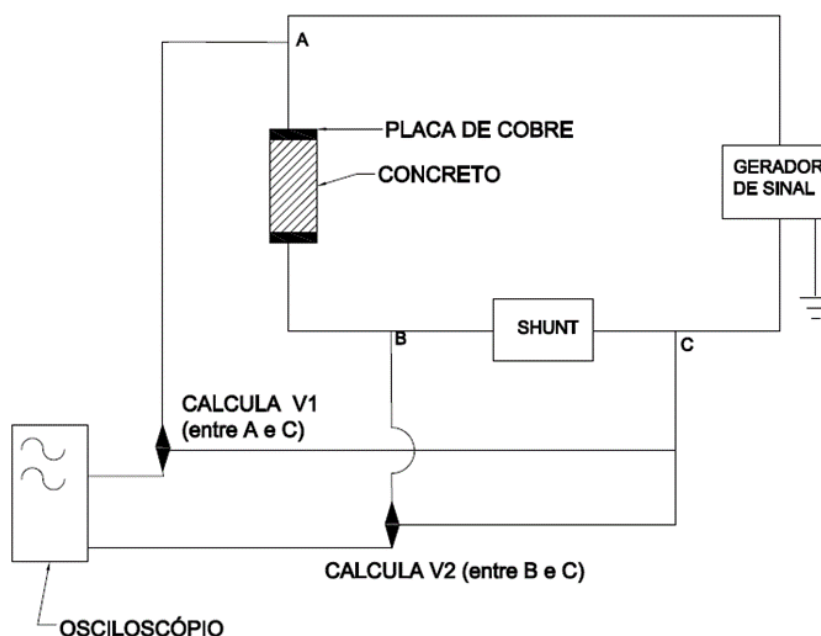 A
PLACA DE COBRE
CONCRETO
GERADOR
DE SINAL
SHUNT
B
C
CALCULA V1
(entre A e C)
CALCULA V2 (entre B e C)
OSCILOSCÓPIO